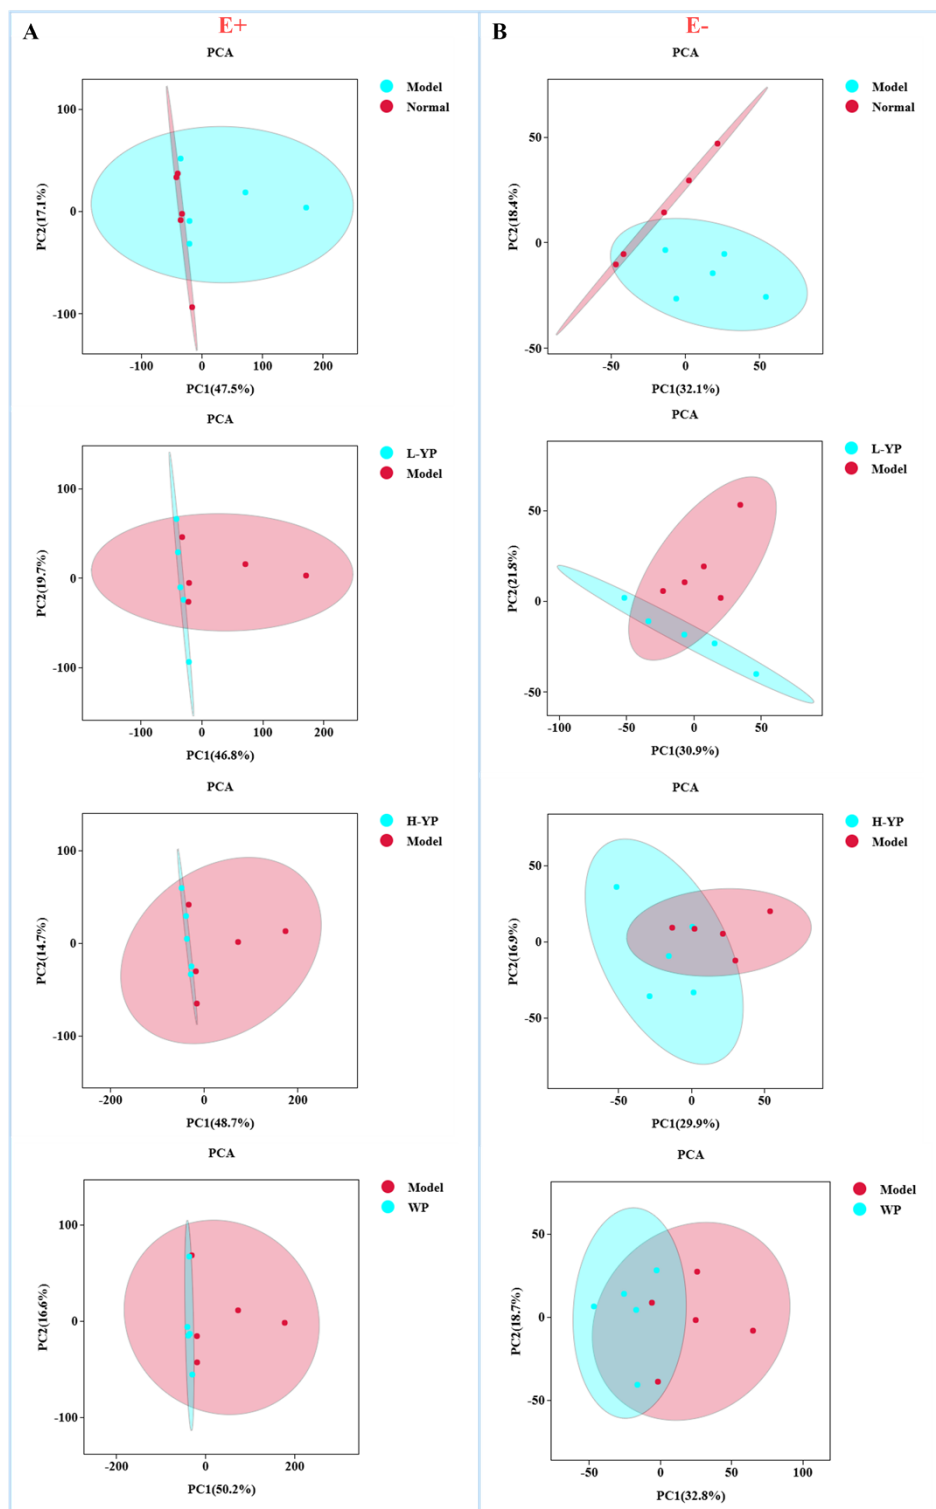 A
E+
PCA
Model
Normal
100
0
-100
PC2(17.1%)
-100
0
100
200
PC1(47.5%)
PCA
L-YP
Model
100
0
-100
PC2(19.7%)
-100
0
100
200
PC1(46.8%)
PCA
H-YP
Model
100
0
-100
PC2(14.7%)
-200
0
200
PC1(48.7%)
PCA
Model
WP
100
0
-100
PC2(16.6%)
-200
0
200
PC1(50.2%)
B
E-
PCA
Model
Normal
50
0
-50
PC2(18.4%)
-50
0
50
PC1(32.1%)
PCA
L-YP
Model
50
0
-50
PC2(21.8%)
-100
-50
0
50
PC1(30.9%)
PCA
H-YP
Model
50
0
-50
PC2(16.9%)
-50
0
50
PC1(29.9%)
PCA
Model
WP
50
0
-50
PC2(18.7%)
-50
0
50
100
PC1(32.8%)